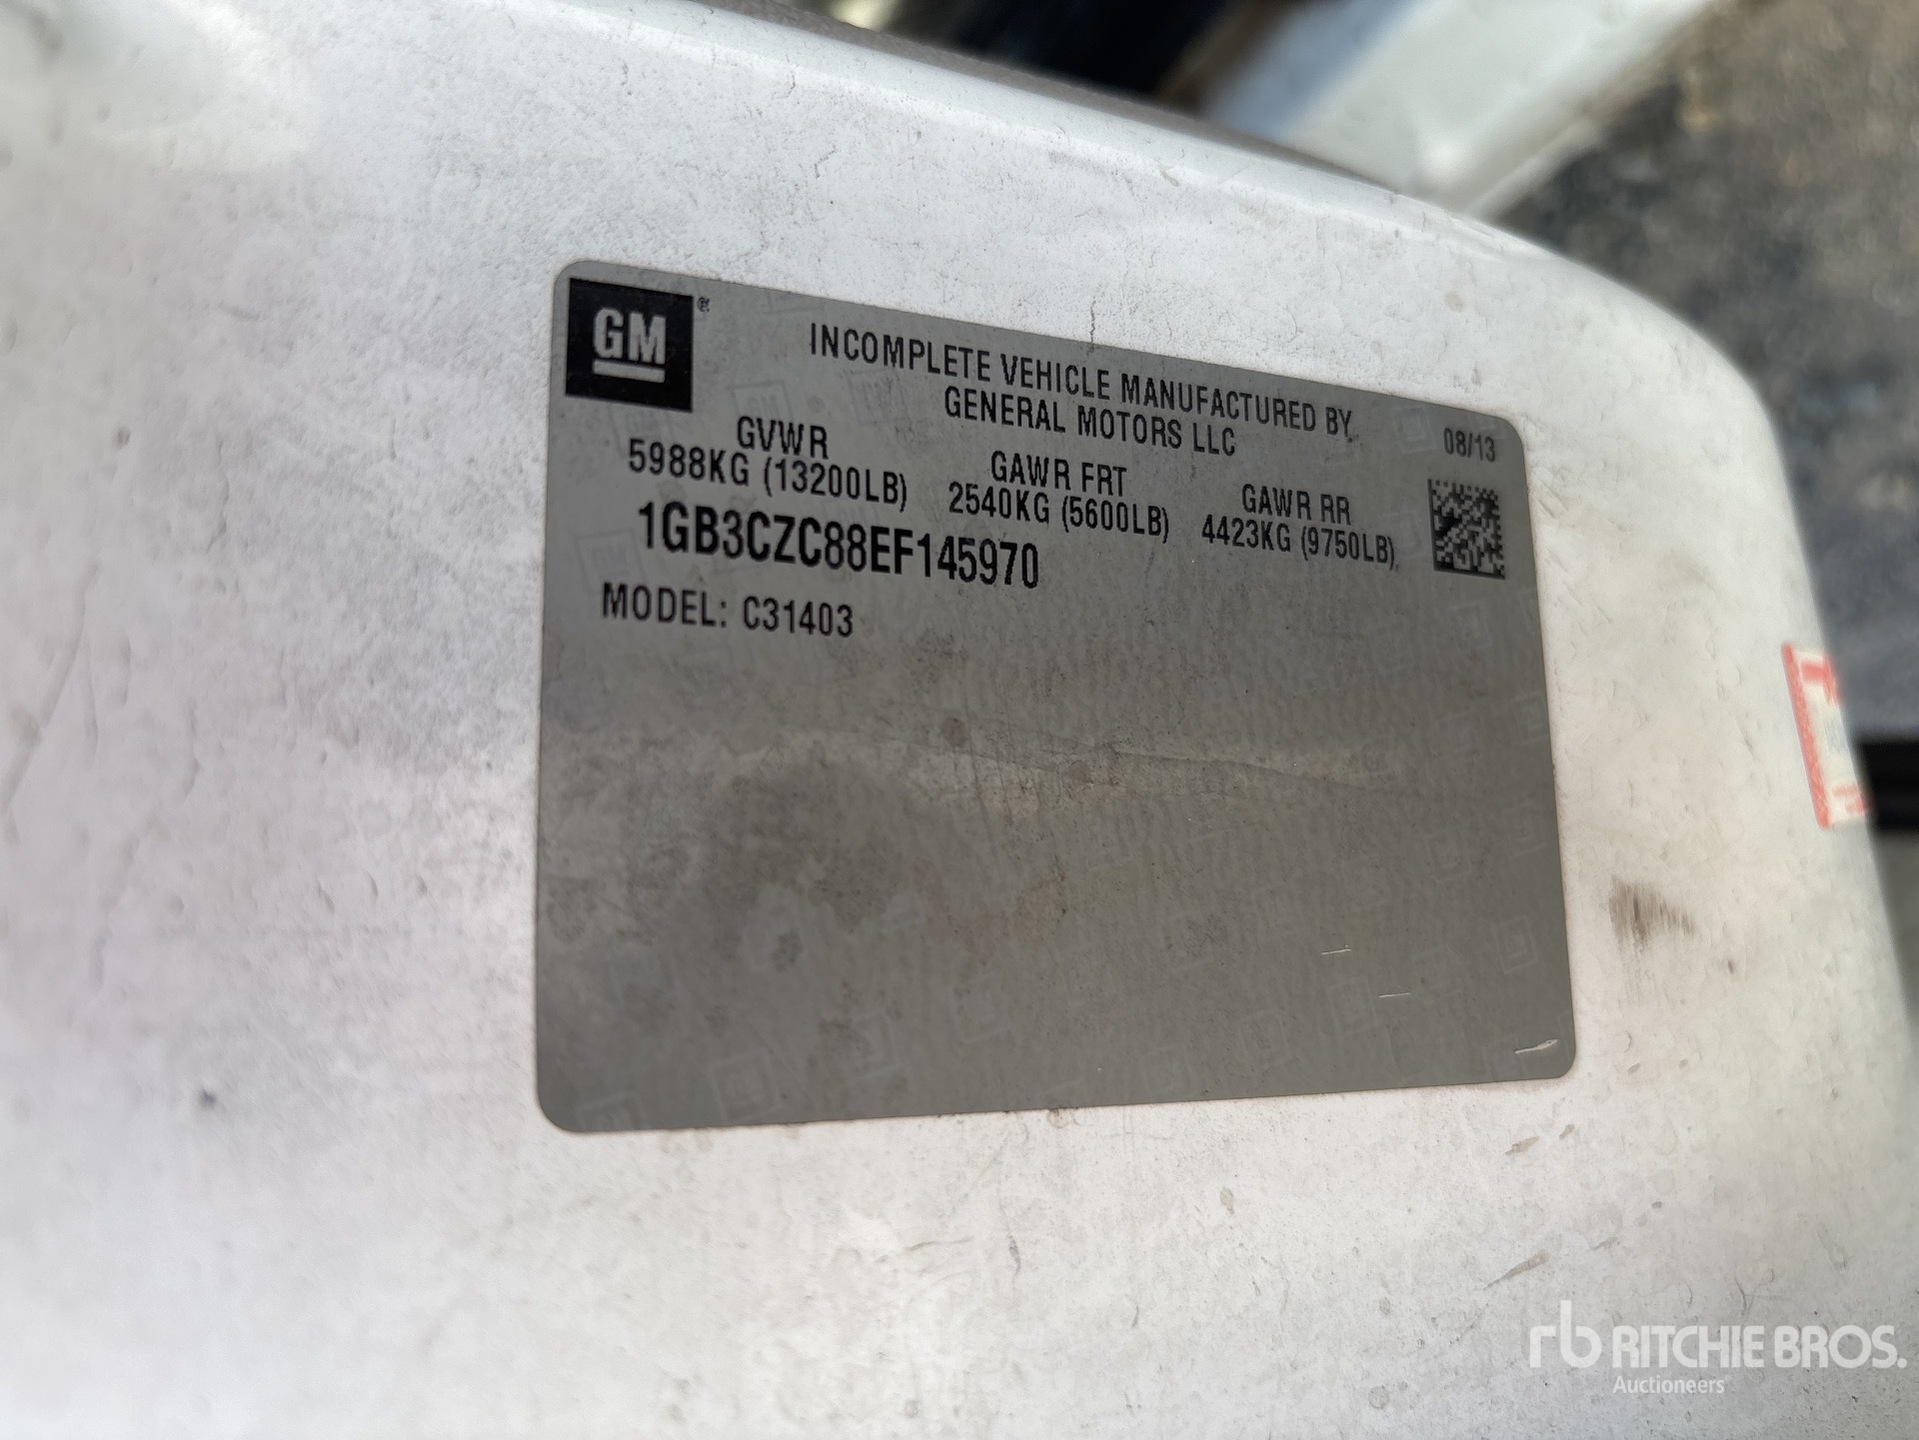 GM ®
INCOMPLETE VEHICLE MANUFACTURED BY
GENERAL MOTORS LLC
08/13
GVWR
5988KG (13200LB)
GAWR FRT
2540KG (5600LB)
GAWR RR
4423KG (9750LB)
1GB3CZC88EF145970
MODEL: C31403
rb RITCHIE BROS.
Auctioneers